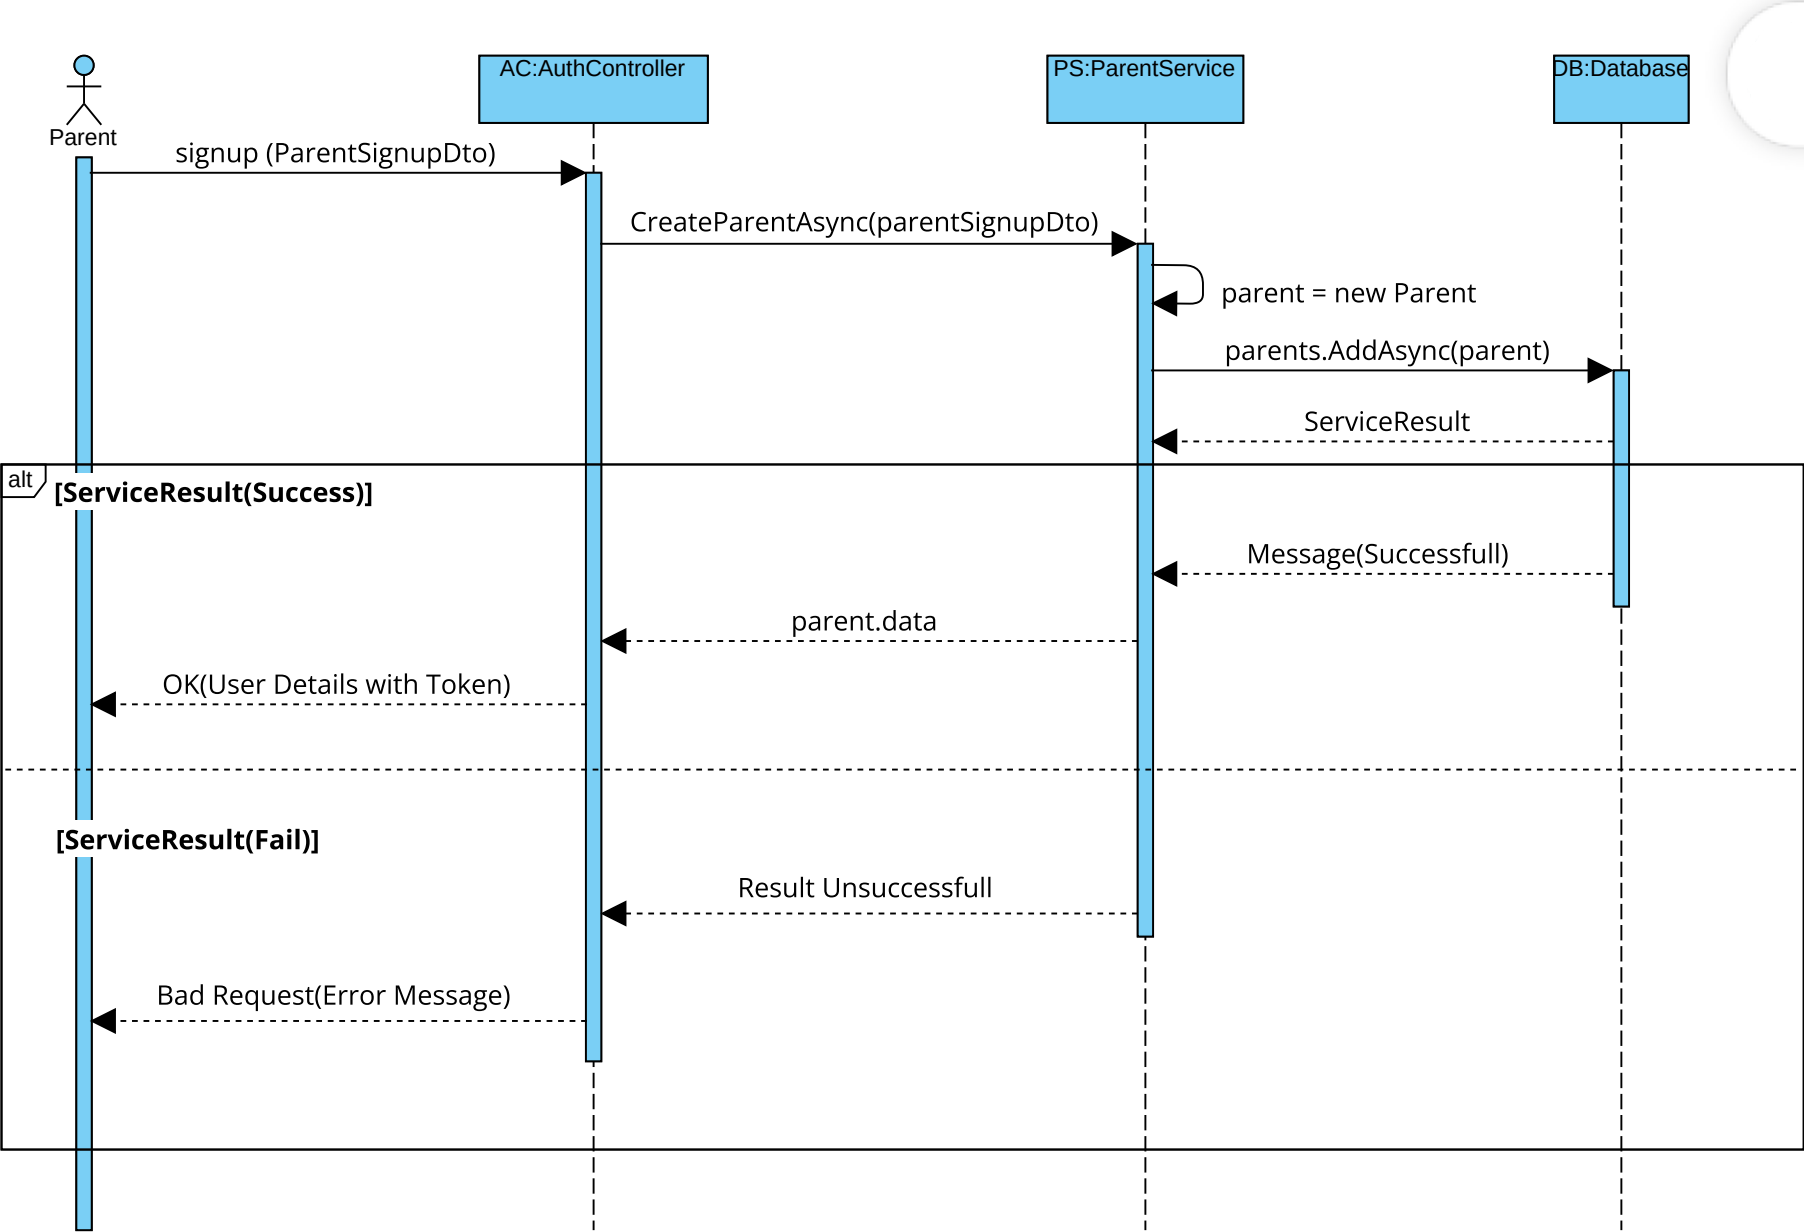 AC:AuthController
PS:ParentService
DB:Database
Parent
signup (ParentSignupDto)
CreateParentAsync(parentSignupDto)
parent = new Parent
parents.AddAsync(parent)
ServiceResult
alt
[ServiceResult(Success)]
Message(Successfull)
parent.data
OK(User Details with Token)
[ServiceResult(Fail)]
Result Unsuccessfull
Bad Request(Error Message)